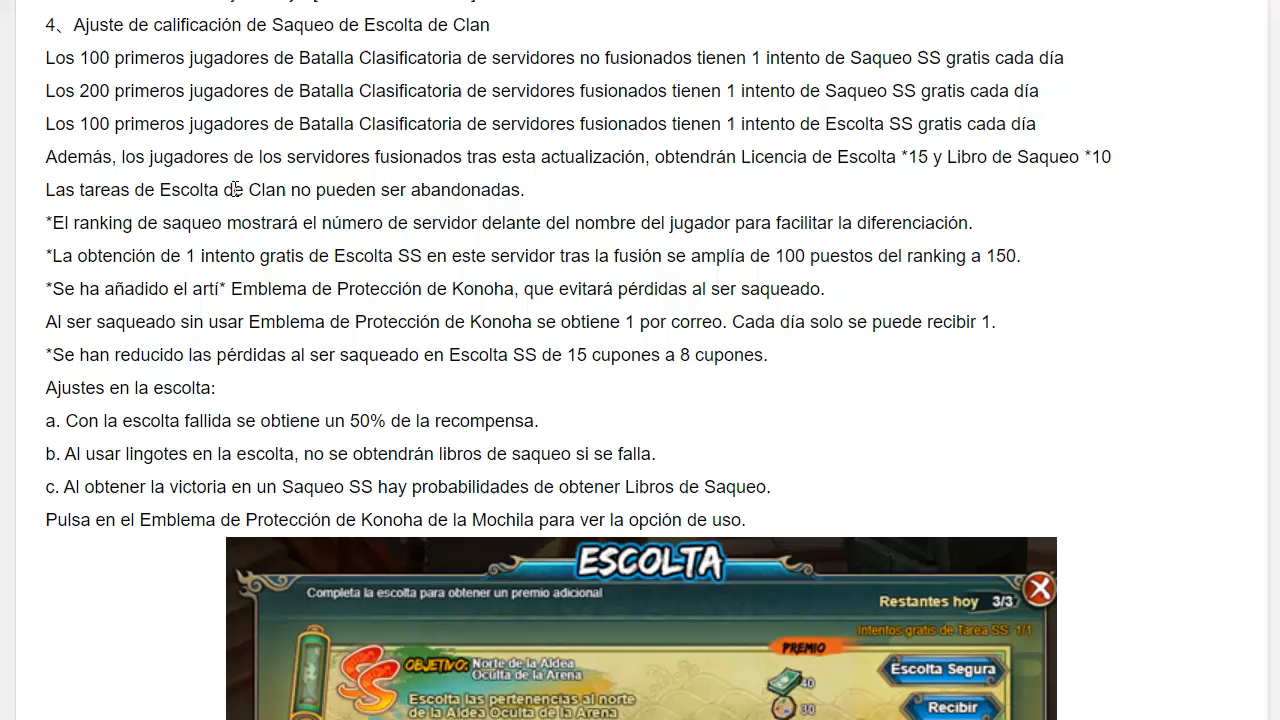 4、Ajuste de calificación de Saqueo de Escolta de Clan
Los 100 primeros jugadores de Batalla Clasificatoria de servidores no fusionados tienen 1 intento de Saqueo SS gratis cada día
Los 200 primeros jugadores de Batalla Clasificatoria de servidores fusionados tienen 1 intento de Saqueo SS gratis cada día
Los 100 primeros jugadores de Batalla Clasificatoria de servidores fusionados tienen 1 intento de Escolta SS gratis cada día
Además, los jugadores de los servidores fusionados tras esta actualización, obtendrán Licencia de Escolta *15 y Libro de Saqueo *10
Las tareas de Escolta de Clan no pueden ser abandonadas.
*El ranking de saqueo mostrará el número de servidor delante del nombre del jugador para facilitar la diferenciación.
*La obtención de 1 intento gratis de Escolta SS en este servidor tras la fusión se amplía de 100 puestos del ranking a 150.
*Se ha añadido el artí* Emblema de Protección de Konoha, que evitará pérdidas al ser saqueado.
Al ser saqueado sin usar Emblema de Protección de Konoha se obtiene 1 por correo. Cada día solo se puede recibir 1.
*Se han reducido las pérdidas al ser saqueado en Escolta SS de 15 cupones a 8 cupones.
Ajustes en la escolta:
a. Con la escolta fallida se obtiene un 50% de la recompensa.
b. Al usar lingotes en la escolta, no se obtendrán libros de saqueo si se falla.
c. Al obtener la victoria en un Saqueo SS hay probabilidades de obtener Libros de Saqueo.
Pulsa en el Emblema de Protección de Konoha de la Mochila para ver la opción de uso.
ESCOLTA
Completa la escolta para obtener un premio adicional
Restantes hoy 3/3
Intentos gratis de Tarea SS: 1/1
PREMIO
SS
OBJETIVO: Norte de la Aldea
Oculta de la Arena
Escolta Segura
40
Escolta las pertenencias al norte
de la Aldea Oculta de la Arena
30
Recibir